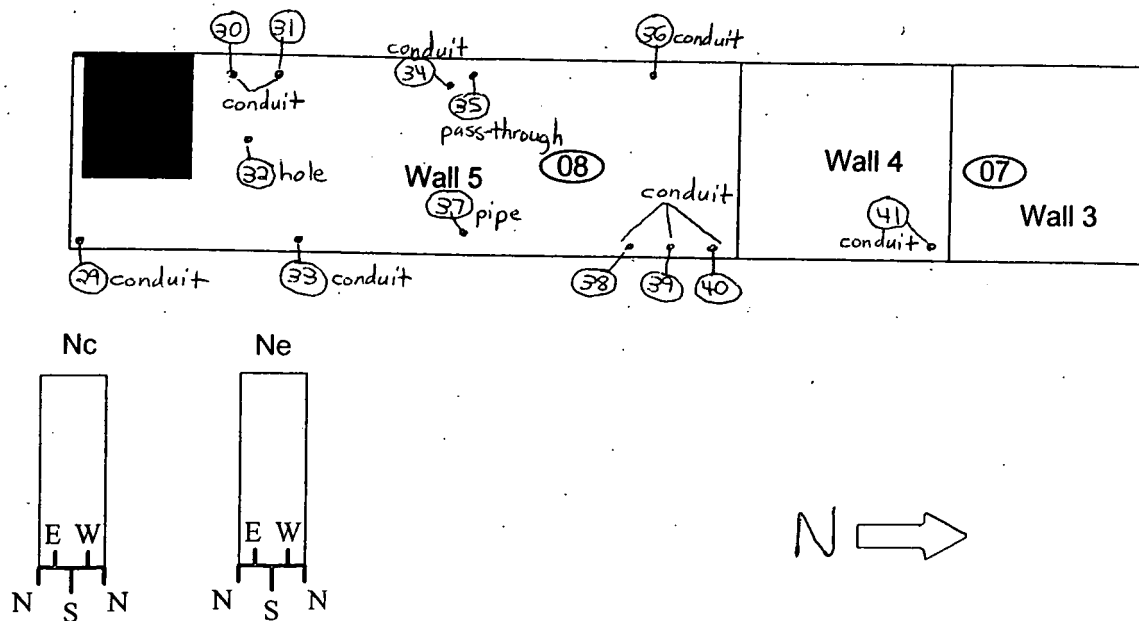 30 31
conduit
conduit
34
35
pass-through
36 conduit
32 hole
Wall 5
08
37 pipe
conduit
38 39 40
29 conduit
33 conduit
Wall 4
41
conduit
07
Wall 3
Nc Ne
E W E W
N S N N S N
N